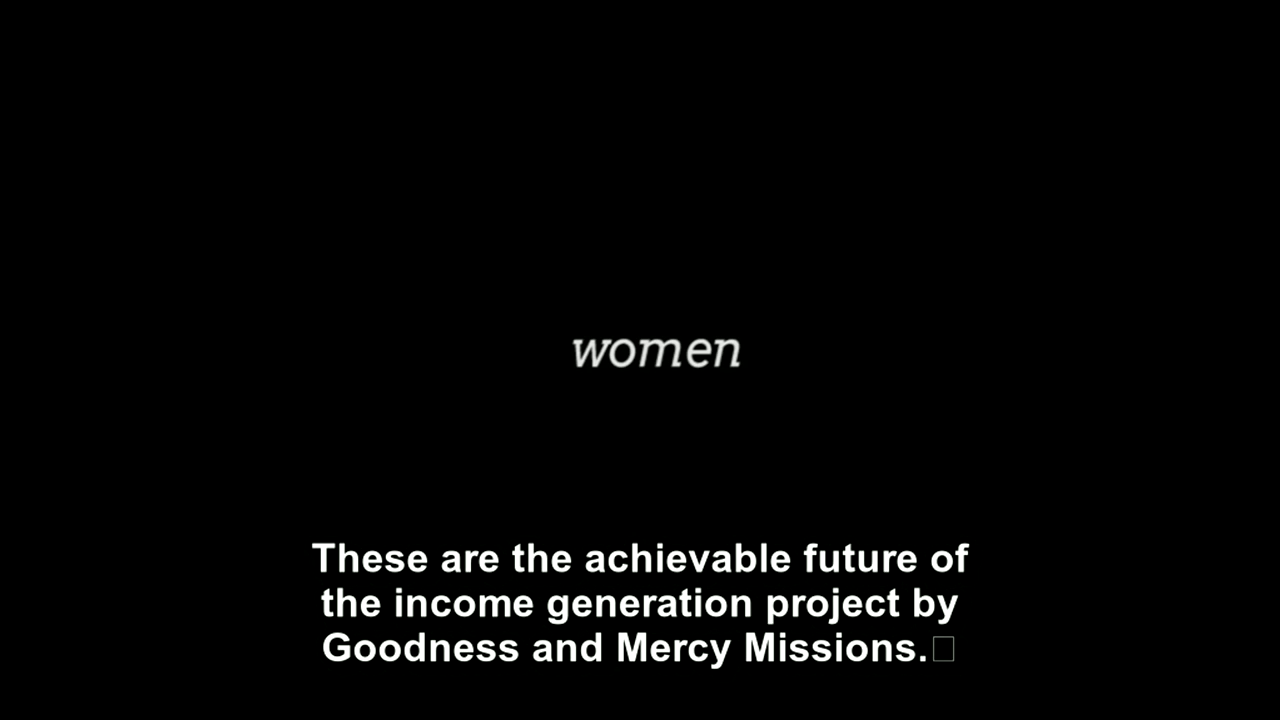 women
These are the achievable future of
the income generation project by
Goodness and Mercy Missions.